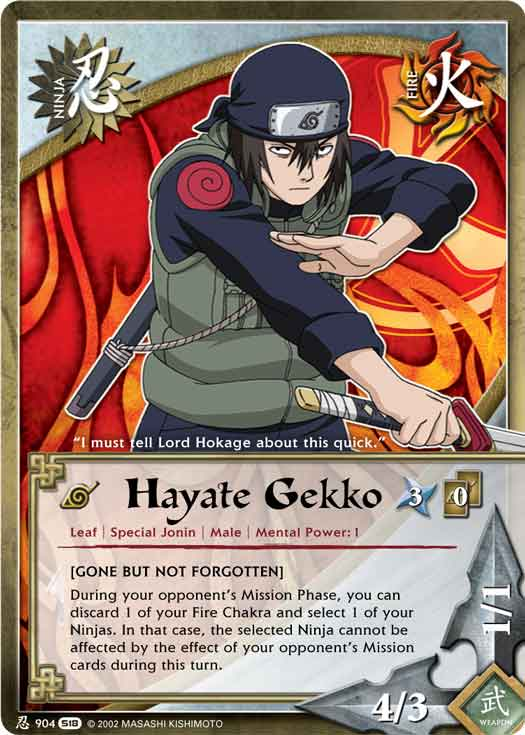 NINJA
忍
FIRE
火
"I must tell Lord Hokage about this quick."
Hayate Gekko
3
0
Leaf | Special Jonin | Male | Mental Power: 1
[GONE BUT NOT FORGOTTEN]
During your opponent's Mission Phase, you can
discard 1 of your Fire Chakra and select 1 of your
Ninjas. In that case, the selected Ninja cannot be
affected by the effect of your opponent's Mission
cards during this turn.
1/1
4/3
武
WEAPON
忍 904 S18 © 2002 MASASHI KISHIMOTO